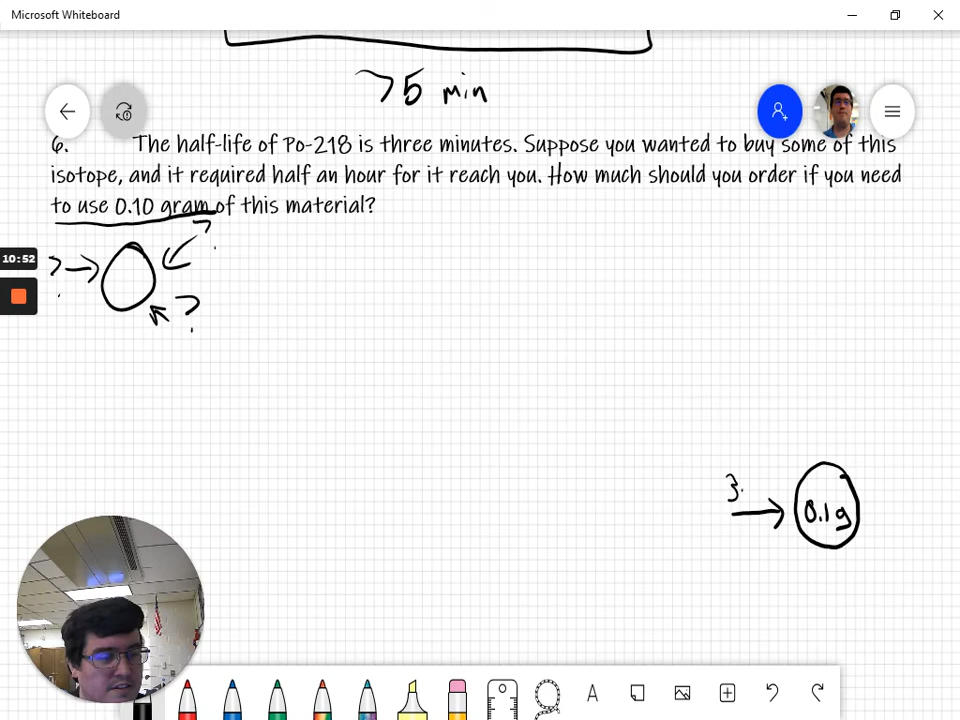 Microsoft Whiteboard
75 min
6. The half-life of Po-218 is three minutes. Suppose you wanted to buy some of this
isotope, and it required half an hour for it reach you. How much should you order if you need
to use 0.10 gram of this material?
?
?
10:52
?
3.
0.1g
A